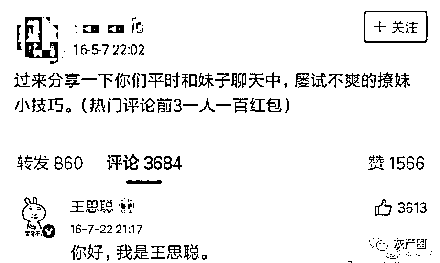 16-5-7 22:02
+ 关注
过来分享一下你们平时和妹子聊天中，屡试不爽的撩妹
小技巧。（热门评论前3一人一百红包）
转发 860 评论 3684 赞 1566
王思聪
3613
16-7-22 21:17
你好，我是王思聪。
灰产圈